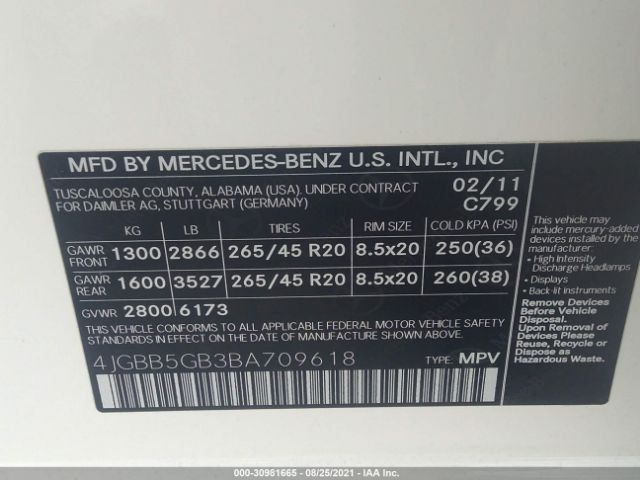 MFD BY MERCEDES-BENZ U.S. INTL., INC
TUSCALOOSA COUNTY, ALABAMA (USA). UNDER CONTRACT
FOR DAIMLER AG, STUTTGART (GERMANY)
02/11
C799
KG LB TIRES RIM SIZE COLD KPA (PSI)
GAWR FRONT 1300 2866 265/45 R20 8.5x20 250(36)
GAWR REAR 1600 3527 265/45 R20 8.5x20 260(38)
GVWR 2800 6173
THIS VEHICLE CONFORMS TO ALL APPLICABLE FEDERAL MOTOR VEHICLE SAFETY
STANDARDS IN EFFECT ON THE DATE OF MANUFACTURE SHOWN ABOVE.
4JGBB5GB3BA709618 TYPE: MPV
This vehicle may
include mercury-added
devices installed by the
manufacturer:
• High Intensity
Discharge Headlamps
• Displays
• Back-lit Instruments
Remove Devices
Before Vehicle
Disposal.
Upon Removal of
Devices Please
Reuse, Recycle or
Dispose as
Hazardous Waste.
000-30981665 - 08/25/2021 - IAA Inc.